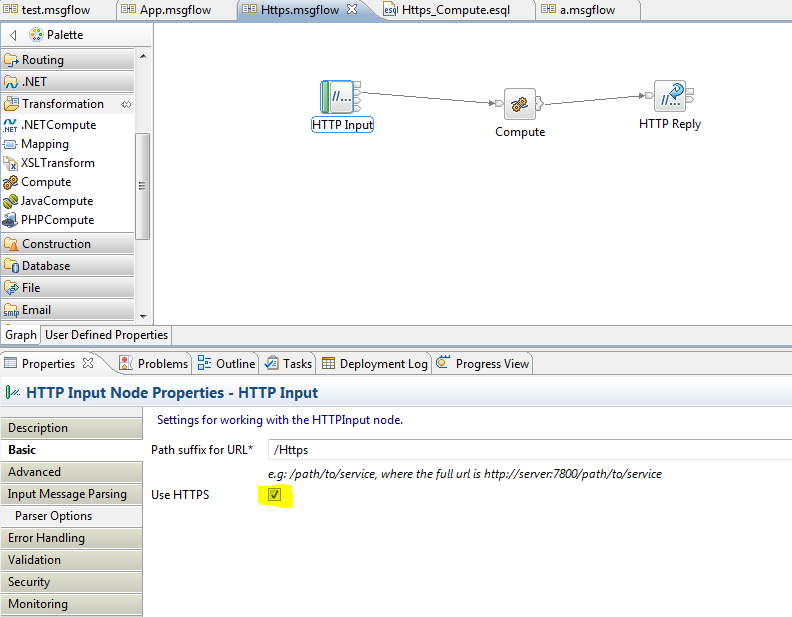 test.msgflow
App.msgflow
Https.msgflow
Https_Compute.esql
a.msgflow
Palette
Routing
.NET
Transformation
.NETCompute
Mapping
XSLTransform
Compute
JavaCompute
PHPCompute
Construction
Database
File
Email
HTTP Input
Compute
HTTP Reply
Graph
User Defined Properties
Properties
Problems
Outline
Tasks
Deployment Log
Progress View
HTTP Input Node Properties - HTTP Input
Description
Basic
Advanced
Input Message Parsing
Parser Options
Error Handling
Validation
Security
Monitoring
Settings for working with the HTTPInput node.
Path suffix for URL*
/Https
e.g: /path/to/service, where the full url is http://server:7800/path/to/service
Use HTTPS